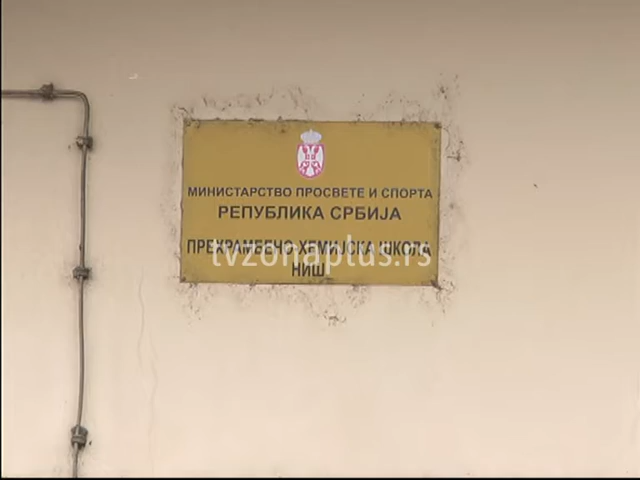 МИНИСТАРСТВО ПРОСВЕТЕ И СПОРТА
РЕПУБЛИКА СРБИЈА
ПРЕХРАМБЕНО-ХЕМИЈСКА ШКОЛА
tvzonaplus.rs
НИШ